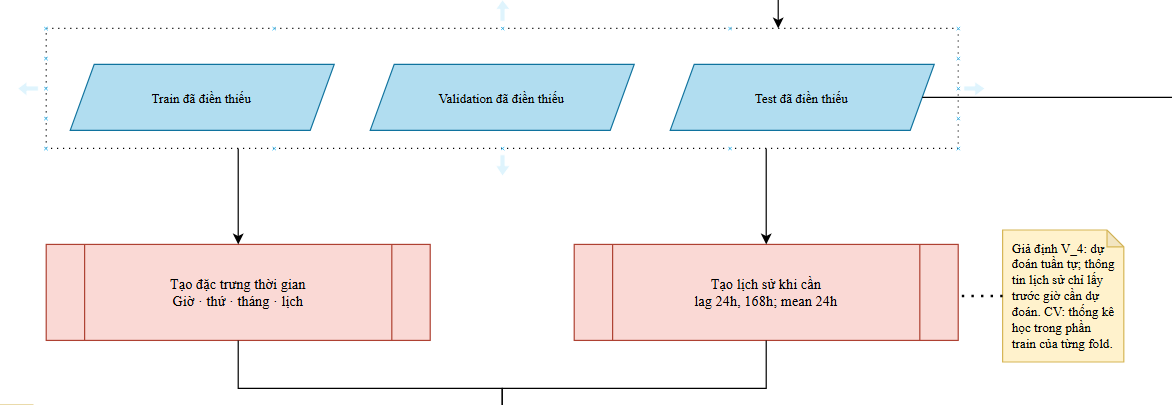 Train đã điền thiếu
Validation đã điền thiếu
Test đã điền thiếu
Tạo đặc trưng thời gian
Giờ · thứ · tháng · lịch
Tạo lịch sử khi cần
lag 24h, 168h; mean 24h
Giả định V_4: dự
đoán tuần tự; thông
tin lịch sử chỉ lấy
trước giờ cần dự
đoán. CV: thống kê
học trong phần
train của từng fold.